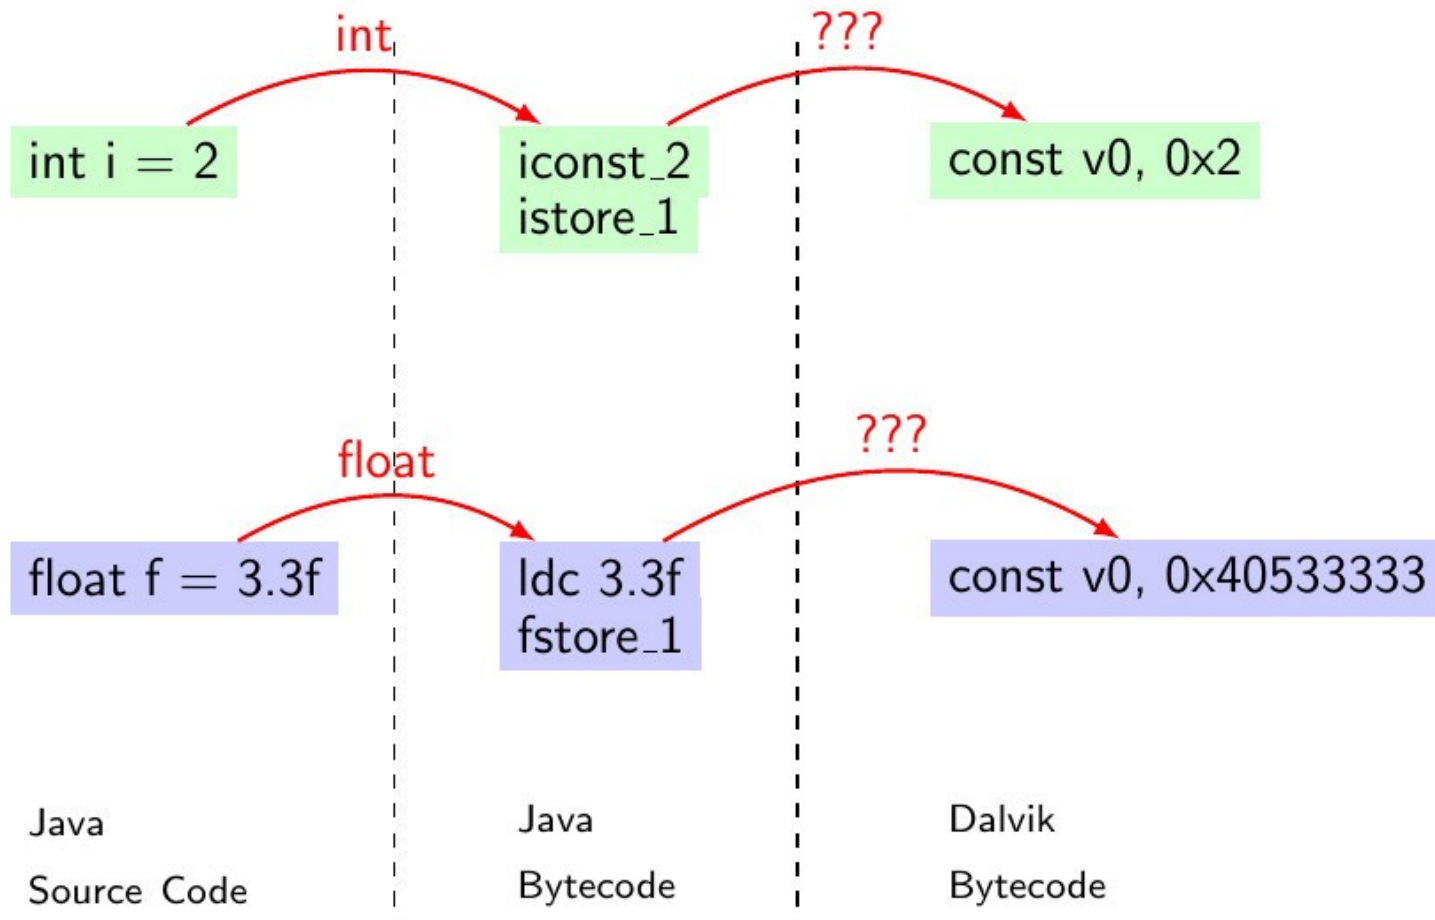 int
???
int i = 2
iconst_2
istore_1
const v0, 0x2
float
???
float f = 3.3f
ldc 3.3f
fstore_1
const v0, 0x40533333
Java
Source Code
Java
Bytecode
Dalvik
Bytecode